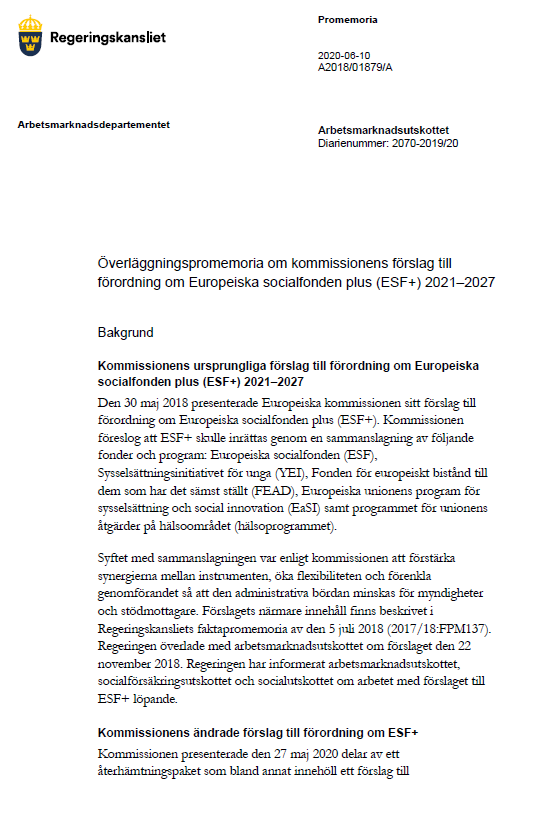 Promemoria
Regeringskansliet
2020-06-10
A2018/01879/A
Arbetsmarknadsdepartementet
Arbetsmarknadsutskottet
Diarienummer: 2070-2019/20
Överläggningspromemoria om kommissionens förslag till
förordning om Europeiska socialfonden plus (ESF+) 2021–2027
Bakgrund
Kommissionens ursprungliga förslag till förordning om Europeiska
socialfonden plus (ESF+) 2021–2027
Den 30 maj 2018 presenterade Europeiska kommissionen sitt förslag till
förordning om Europeiska socialfonden plus (ESF+). Kommissionen
föreslog att ESF+ skulle inrättas genom en sammanslagning av följande
fonder och program: Europeiska socialfonden (ESF),
Sysselsättningsinitiativet för unga (YEI), Fonden för europeiskt bistånd till
dem som har det sämst ställt (FEAD), Europeiska unionens program för
sysselsättning och social innovation (EaSI) samt programmet för unionens
åtgärder på hälsoområdet (hälsoprogrammet).
Syftet med sammanslagningen var enligt kommissionen att förstärka
synergierna mellan instrumenten, öka flexibiliteten och förenkla
genomförandet så att den administrativa bördan minskas för myndigheter
och stödmottagare. Förslagets närmare innehåll finns beskrivet i
Regeringskansliets faktapromemoria av den 5 juli 2018 (2017/18:FPM137).
Regeringen överlade med arbetsmarknadsutskottet om förslaget den 22
november 2018. Regeringen har informerat arbetsmarknadsutskottet,
socialförsäkringsutskottet och socialutskottet om arbetet med förslaget till
ESF+ löpande.
Kommissionens ändrade förslag till förordning om ESF+
Kommissionen presenterade den 27 maj 2020 delar av ett
återhämtningspaket som bland annat innehöll ett förslag till